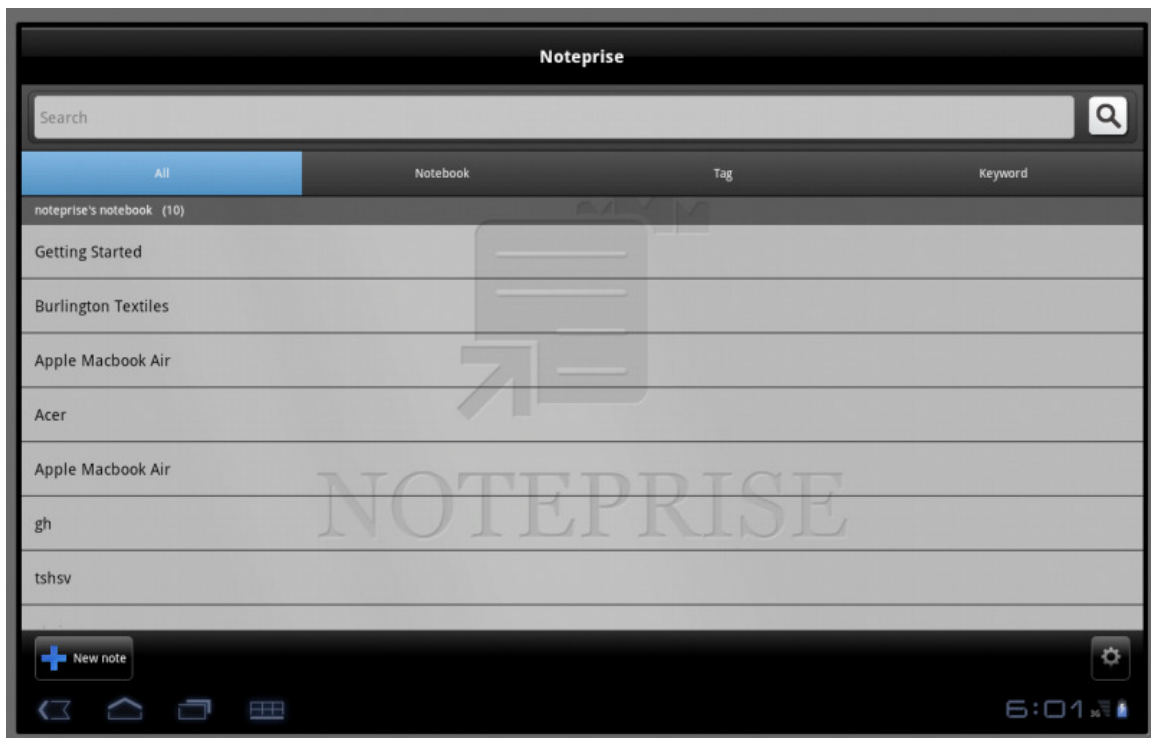 Noteprise
Search
All Notebook Tag Keyword
noteprise's notebook (10)
Getting Started
Burlington Textiles
Apple Macbook Air
Acer
Apple Macbook Air
gh
NOTEPRISE
tshsv
New note
6:01 3G